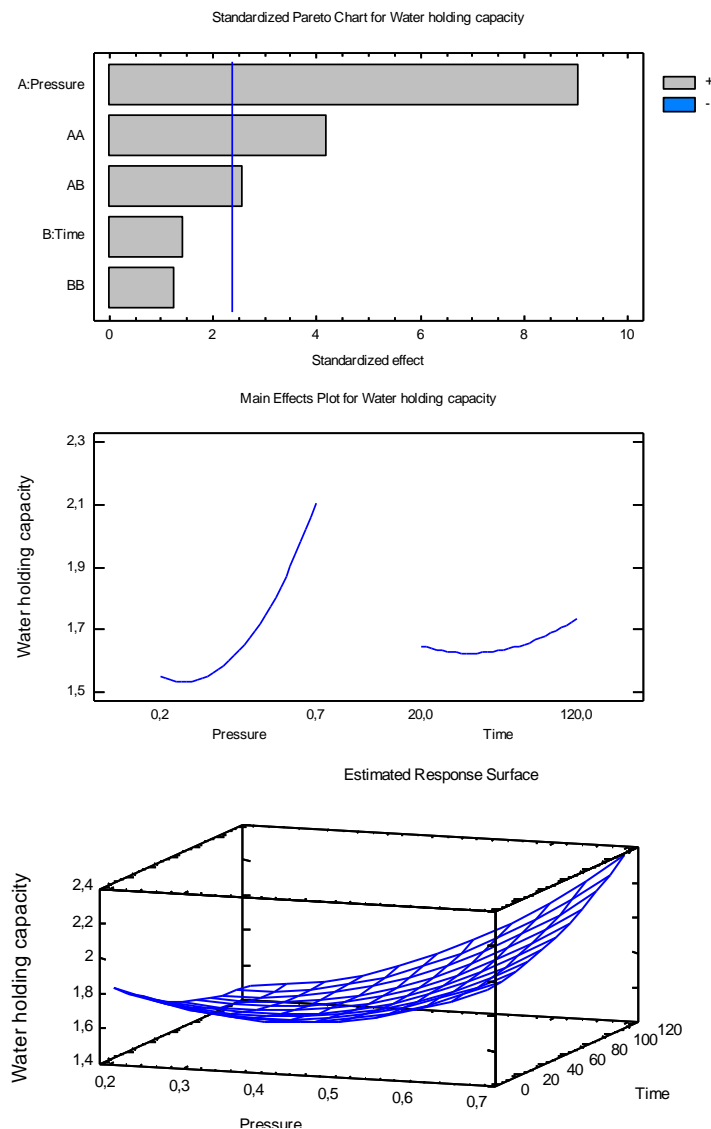 Standardized Pareto Chart for Water holding capacity
A:Pressure
AA
AB
B:Time
BB
+
-
0 2 4 6 8 10
Standardized effect
Main Effects Plot for Water holding capacity
Water holding capacity
2,3
2,1
1,9
1,7
1,5
0,2 0,7 20,0 120,0
Pressure Time
Estimated Response Surface
Water holding capacity
2,4
2,2
2
1,8
1,6
1,4
0,2 0,3 0,4 0,5 0,6 0,7
0 20 40 60 80 100 120
Time
Pressure